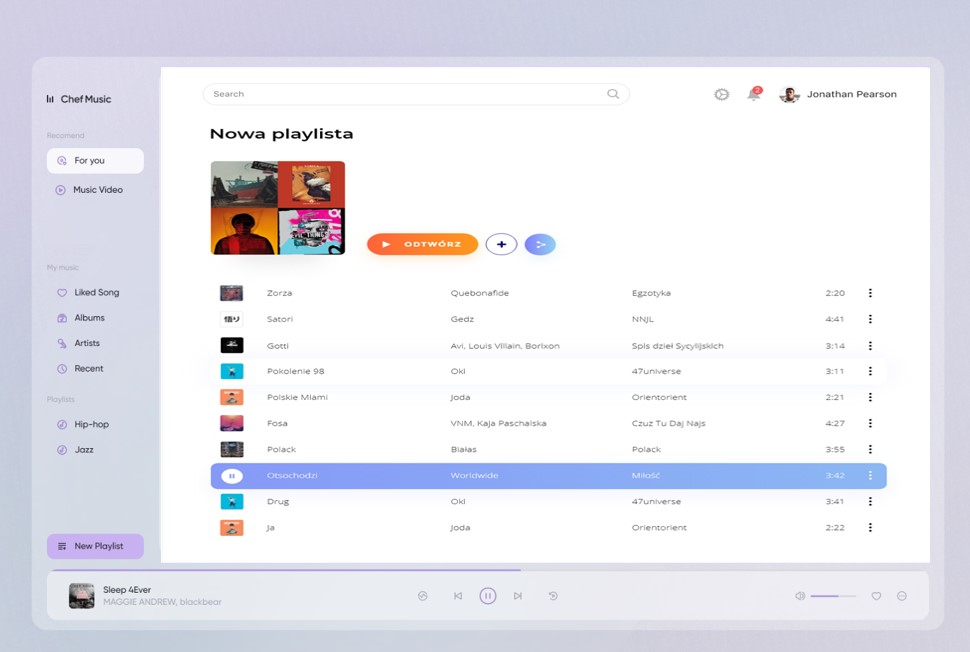 Chef Music
Search
2
Jonathan Pearson
Recomend
For you
Music Video
My music
Liked Song
Albums
Artists
Recent
Playlists
Hip-hop
Jazz
New Playlist
Nowa playlista
ODTWÓRZ
Zorza Quebonafide Egzotyka 2:20
悟り Satori Gedz NNJL 4:41
Gotti Avi, Louis Villain, Borixon Spis dzieł Sycylijskich 3:14
Pokolenie 98 Oki 47universe 3:11
Polskie Miami Joda Orientorient 2:21
Fosa VNM, Kaja Paschalska Czuz Tu Daj Najs 4:27
Polack Białas Polack 3:55
Otsochodzi Worldwide Miłość 3:42
Drug Oki 47universe 3:41
Ja Joda Orientorient 2:22
Sleep 4Ever
MAGGIE ANDREW, blackbear